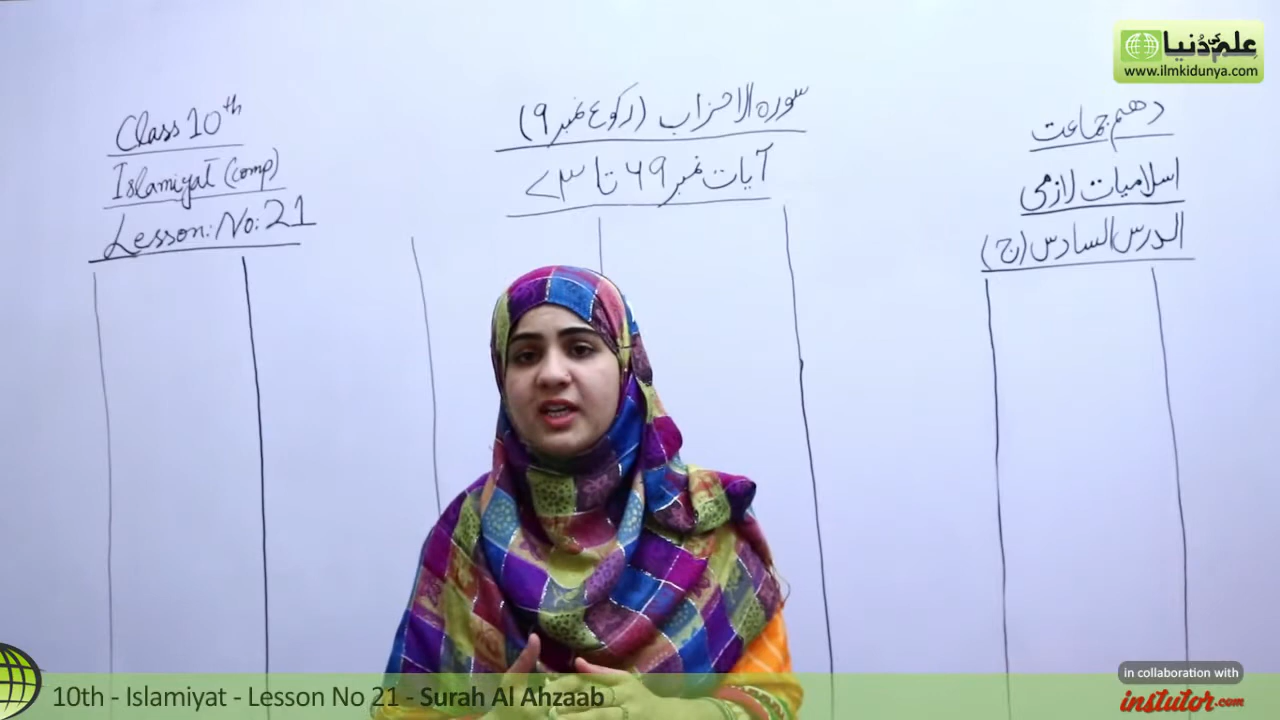 علم کی دُنیا
www.ilmkidunya.com
Class 10th
Islamiyat (comp)
Lesson: No: 21
سورہ الاحزاب (رکوع نمبر ۹)
آیات نمبر ۶۹ تا ۷۳
دھم جماعت
اسلامیات لازمی
الدرس السادس (ج)
10th - Islamiyat - Lesson No 21 - Surah Al Ahzaab
in collaboration with
instutor.com